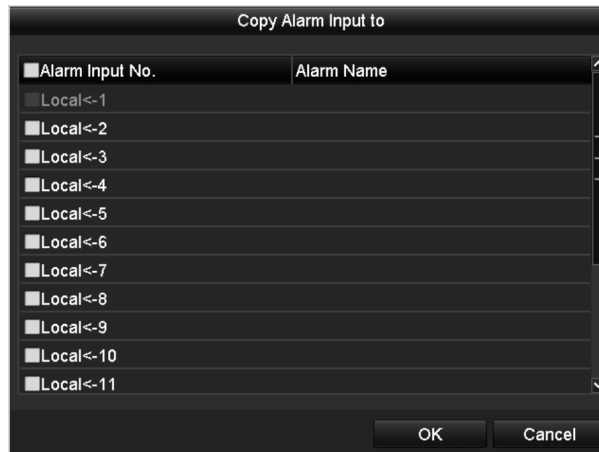 Copy Alarm Input to
Alarm Input No. Alarm Name
Local<-1
Local<-2
Local<-3
Local<-4
Local<-5
Local<-6
Local<-7
Local<-8
Local<-9
Local<-10
Local<-11
OK Cancel